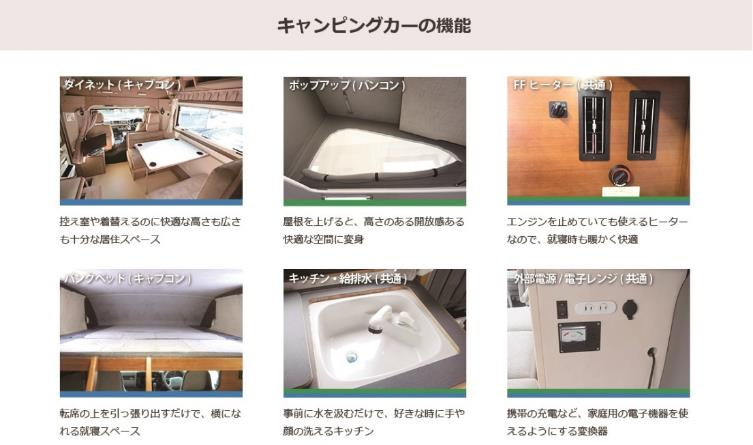 キャンピングカーの機能
ダイネット ( キャブコン )
ポップアップ ( バンコン )
FF ヒーター ( 共通 )
控え室や着替えるのに快適な高さも広さ
も十分な居住スペース
屋根を上げると、高さのある開放感ある
快適な空間に変身
エンジンを止めていても使えるヒーター
なので、就寝時も暖かく快適
バンクベッド ( キャブコン )
キッチン・給排水 ( 共通 )
外部電源 / 電子レンジ ( 共通 )
転席の上を引っ張り出すだけで、横にな
れる就寝スペース
事前に水を汲むだけで、好きな時に手や
顔の洗えるキッチン
携帯の充電など、家庭用の電子機器を使
えるようにする変換器